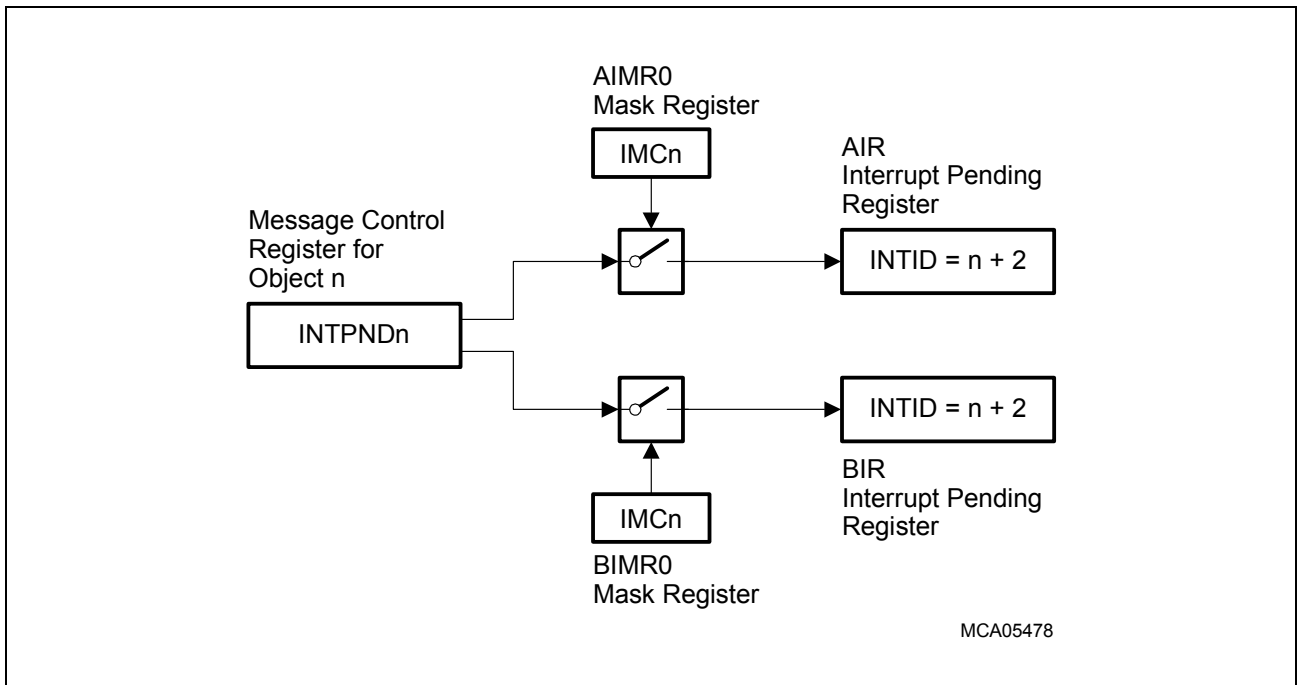 AIMR0
Mask Register
IMCn
AIR
Interrupt Pending
Register
INTID = n + 2
Message Control
Register for
Object n
INTPNDn
INTID = n + 2
BIR
Interrupt Pending
Register
IMCn
BIMR0
Mask Register
MCA05478